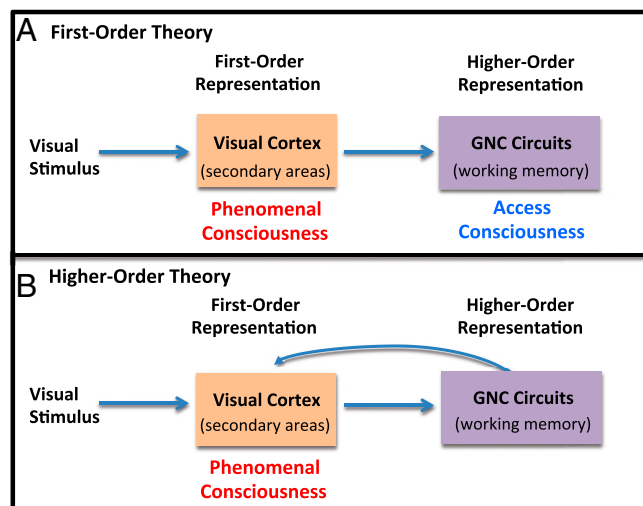 A
First-Order Theory
First-Order
Representation
Higher-Order
Representation
Visual
Stimulus
Visual Cortex
(secondary areas)
GNC Circuits
(working memory)
Phenomenal
Consciousness
Access
Consciousness
B
Higher-Order Theory
First-Order
Representation
Higher-Order
Representation
Visual
Stimulus
Visual Cortex
(secondary areas)
GNC Circuits
(working memory)
Phenomenal
Consciousness